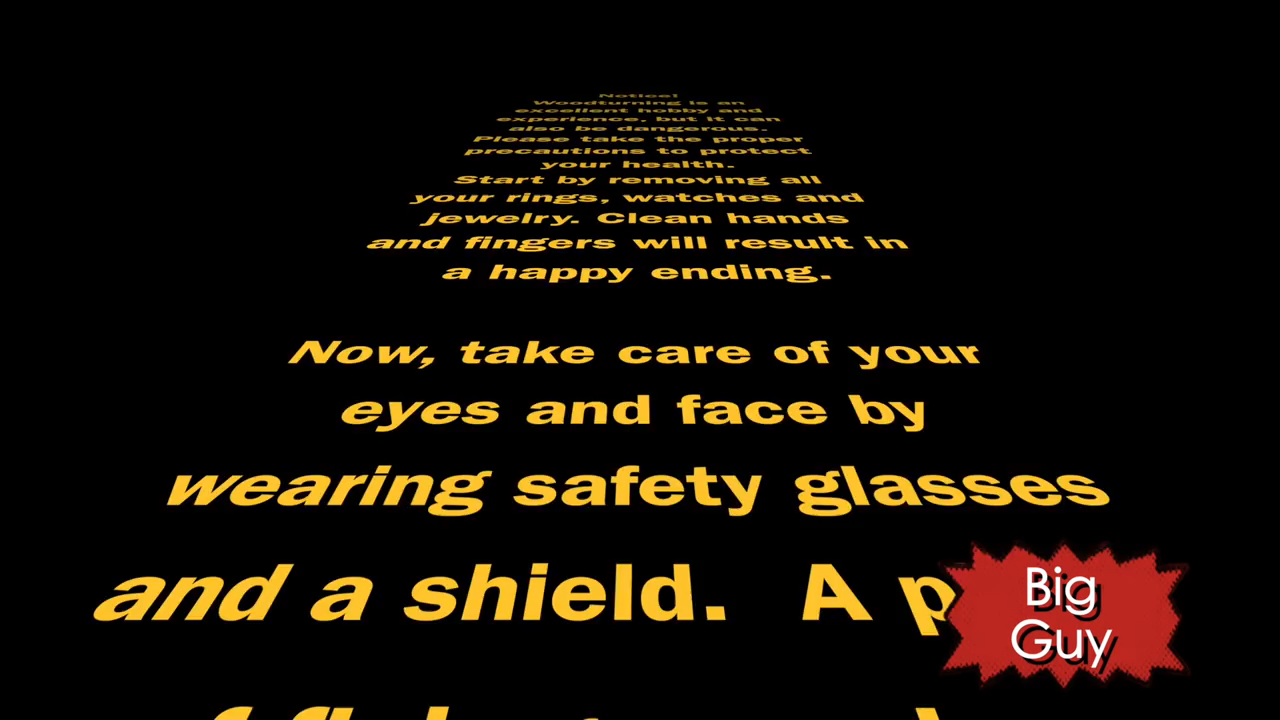 Notice!
Woodturning is an
excellent hobby and
experience, but it can
also be dangerous.
Please take the proper
precautions to protect
your health.
Start by removing all
your rings, watches and
jewelry. Clean hands
and fingers will result in
a happy ending.
Now, take care of your
eyes and face by
wearing safety glasses
and a shield. A p
Big
Guy